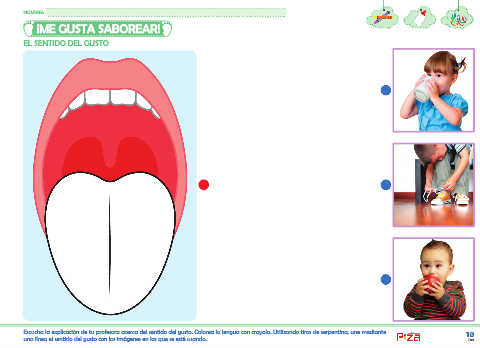 NOMBRE:
¡ME GUSTA SABOREAR!
EL SENTIDO DEL GUSTO
Escucha la explicación de tu profesora acerca del sentido del gusto. Colorea la lengua con crayola. Utilizando tiras de serpentina, une mediante
una línea el sentido del gusto con las imágenes en las que se está usando.
18